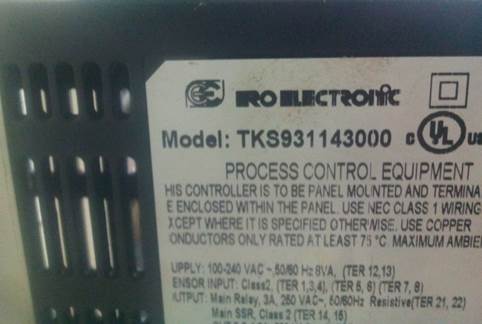 ERO ELECTRONIC
Model: TKS931143000 c UL us
PROCESS CONTROL EQUIPMENT
HIS CONTROLLER IS TO BE PANEL MOUNTED AND TERMINA
E ENCLOSED WITHIN THE PANEL. USE NEC CLASS 1 WIRING
XCEPT WHERE IT IS SPECIFIED OTHERWISE. USE COPPER
ONDUCTORS ONLY RATED AT LEAST 75 °C. MAXIMUM AMBIE
UPPLY: 100-240 VAC ~ 50/60 Hz 8VA, (TER 12,13)
ENSOR INPUT: Class2, (TER 1,3,4), (TER 5, 6) (TER 7, 8)
UTPUT: Main Relay, 3A, 250 VAC~, 50/60Hz Resistive(TER 21, 22)
Main SSR, Class 2 (TER 14, 15)